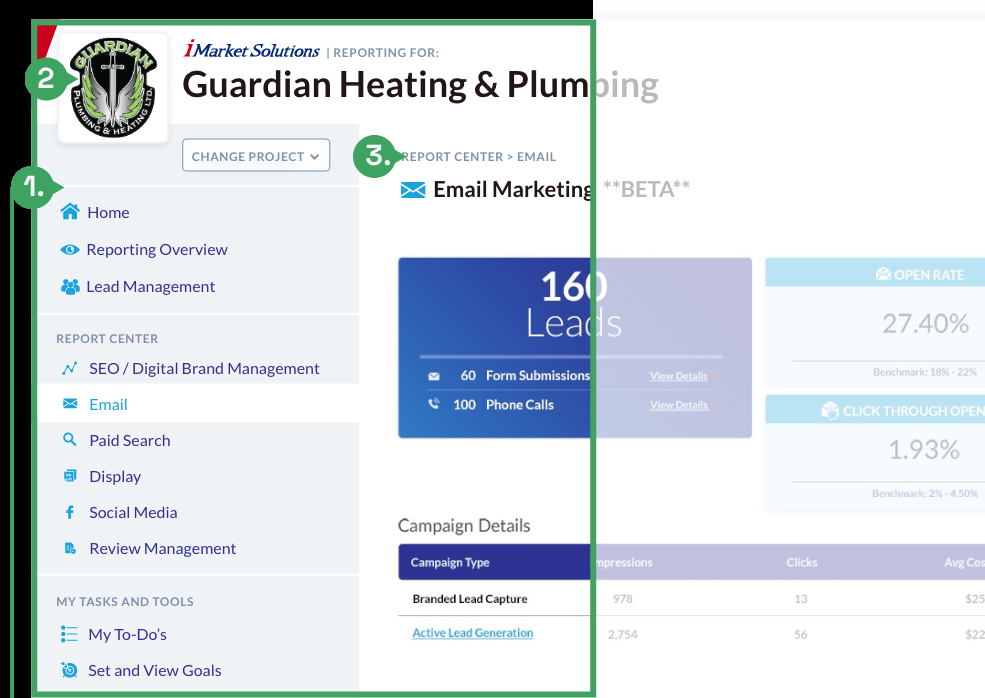 GUARDIAN
PLUMBING & HEATING LTD.
iMarket Solutions | REPORTING FOR:
2
Guardian Heating & Plumbing
CHANGE PROJECT
3.
REPORT CENTER > EMAIL
1.
Email Marketing **BETA**
Home
Reporting Overview
Lead Management
REPORT CENTER
SEO / Digital Brand Management
Email
Paid Search
Display
Social Media
Review Management
MY TASKS AND TOOLS
My To-Do's
Set and View Goals
160
Leads
60 Form Submissions View Details
100 Phone Calls View Details
OPEN RATE
27.40%
Benchmark: 18% - 22%
CLICK THROUGH OPEN
1.93%
Benchmark: 2% - 4.50%
Campaign Details
Campaign Type Impressions Clicks Avg Cos
Branded Lead Capture 978 13 $25
Active Lead Generation 2,754 56 $22